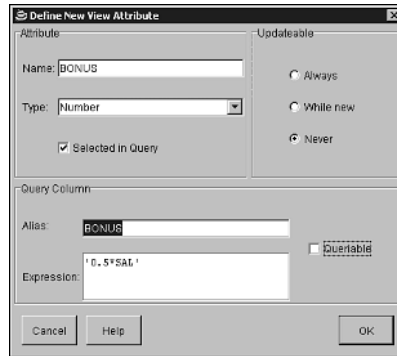 Define New View Attribute
Attribute
Name: BONUS
Type: Number
Selected in Query
Updateable
Always
While new
Never
Query Column
Alias: BONUS
Expression: '0.5*SAL'
Queriable
Cancel Help OK